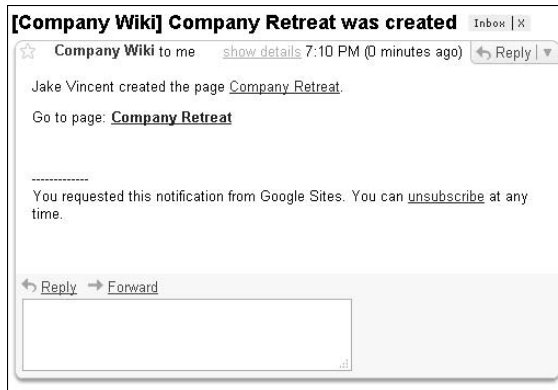 [Company Wiki] Company Retreat was created Inbox | X
Company Wiki to me show details 7:10 PM (0 minutes ago) Reply
Jake Vincent created the page Company Retreat.
Go to page: Company Retreat
-------------
You requested this notification from Google Sites. You can unsubscribe at any
time.
Reply Forward